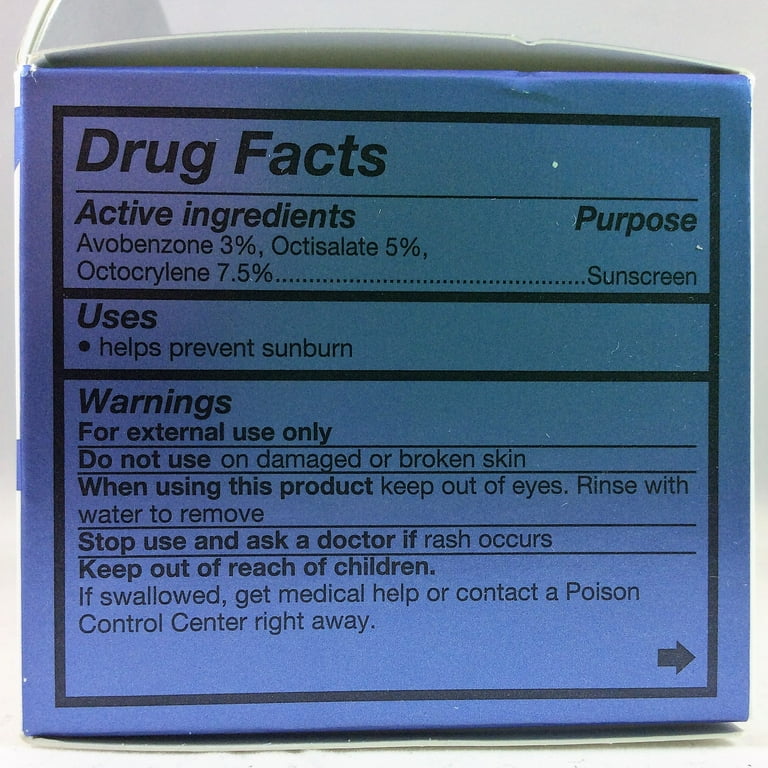 Drug Facts
Active ingredients Purpose
Avobenzone 3%, Octisalate 5%,
Octocrylene 7.5%..............................................Sunscreen
Uses
• helps prevent sunburn
Warnings
For external use only
Do not use on damaged or broken skin
When using this product keep out of eyes. Rinse with
water to remove
Stop use and ask a doctor if rash occurs
Keep out of reach of children.
If swallowed, get medical help or contact a Poison
Control Center right away.